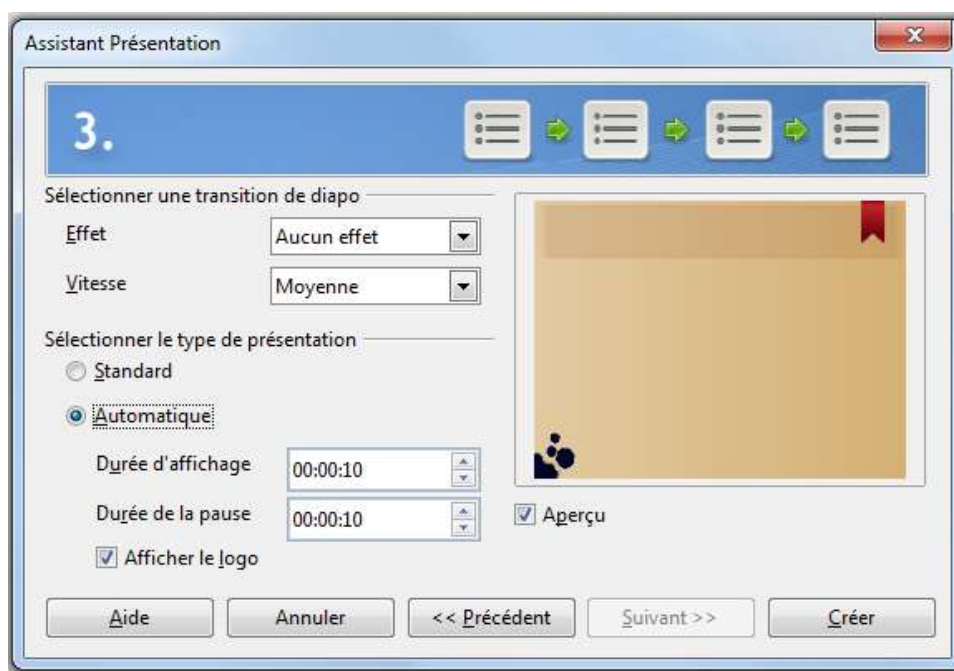 Assistant Présentation
3.
Sélectionner une transition de diapo
Effet
Aucun effet
Vitesse
Moyenne
Sélectionner le type de présentation
Standard
Automatique
Durée d'affichage
00:00:10
Durée de la pause
00:00:10
Afficher le logo
Aperçu
Aide
Annuler
<< Précédent
Suivant >>
Créer